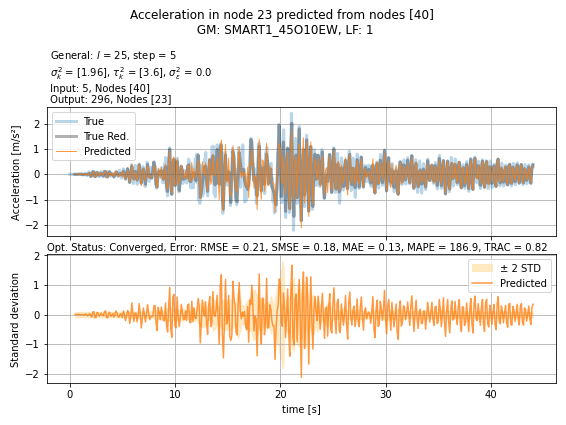 Acceleration in node 23 predicted from nodes [40]
GM: SMART1_45O10EW, LF: 1
General: l = 25, step = 5
σ²ₖ = [1.96], τ²ₖ = [3.6], σ²ε = 0.0
Input: 5, Nodes [40]
Output: 296, Nodes [23]
True
True Red.
Predicted
Acceleration [m/s²]
2
1
0
−1
−2
Opt. Status: Converged, Error: RMSE = 0.21, SMSE = 0.18, MAE = 0.13, MAPE = 186.9, TRAC = 0.82
± 2 STD
Predicted
Standard deviation
2
1
0
−1
−2
0 10 20 30 40
time [s]